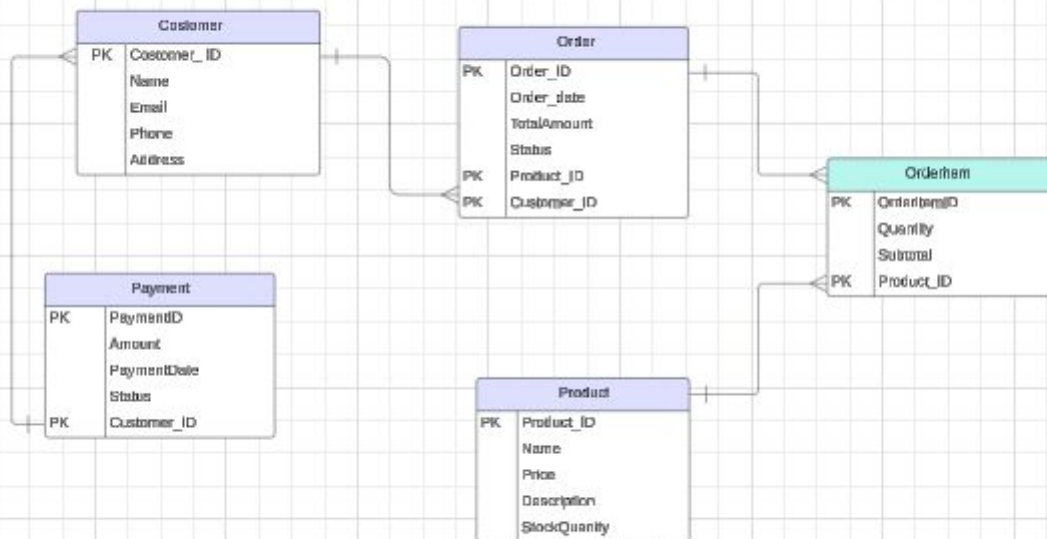 Customer
PK Customer_ID
Name
Email
Phone
Address
Order
PK Order_ID
Order_date
TotalAmount
Status
PK Product_ID
PK Customer_ID
OrderItem
PK OrderItemID
Quantity
Subtotal
PK Product_ID
Payment
PK PaymentID
Amount
PaymentDate
Status
PK Customer_ID
Product
PK Product_ID
Name
Price
Description
StockQuantity